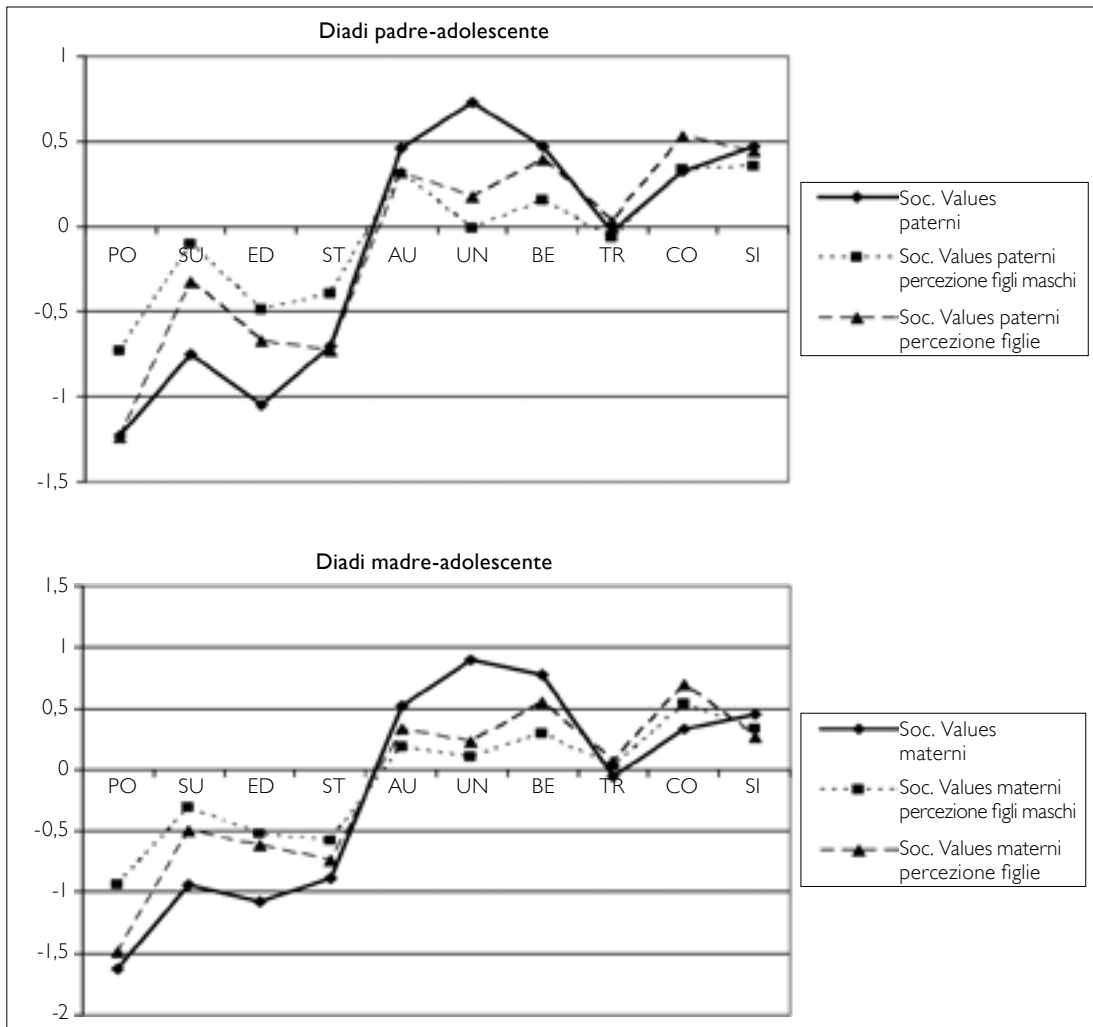 Diadi padre-adolescente
1
0,5
0
-0,5
-1
-1,5
PO SU ED ST AU UN BE TR CO SI
Soc. Values
paterni
Soc. Values paterni
percezione figli maschi
Soc. Values paterni
percezione figlie
Diadi madre-adolescente
1,5
1
0,5
0
-0,5
-1
-1,5
-2
PO SU ED ST AU UN BE TR CO SI
Soc. Values
materni
Soc. Values materni
percezione figli maschi
Soc. Values materni
percezione figlie